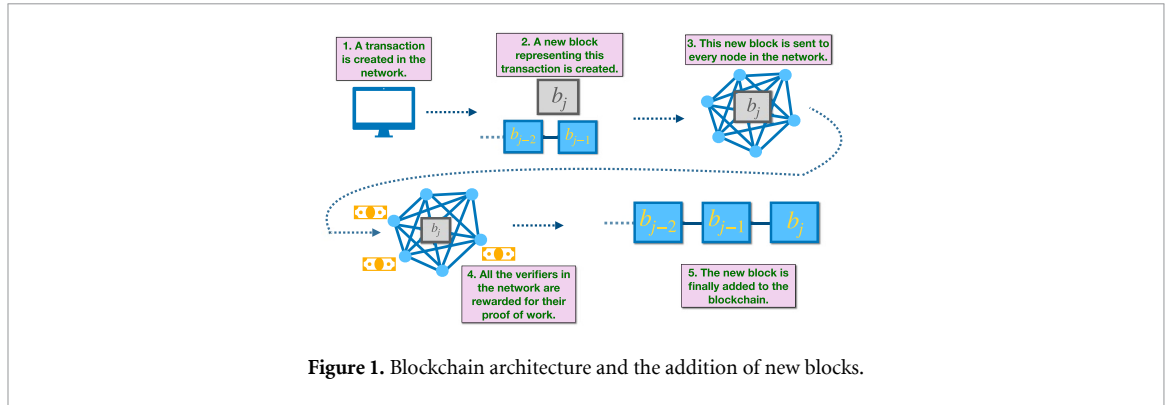 1. A transaction
is created in the
network.
2. A new block
representing this
transaction is created.
b_j
b_{j−2} b_{j−1}
3. This new block is sent to
every node in the network.
b_j
b_j
4. All the verifiers in
the network are
rewarded for their
proof of work.
b_{j−2} b_{j−1} b_j
5. The new block is
finally added to the
blockchain.
Figure 1. Blockchain architecture and the addition of new blocks.